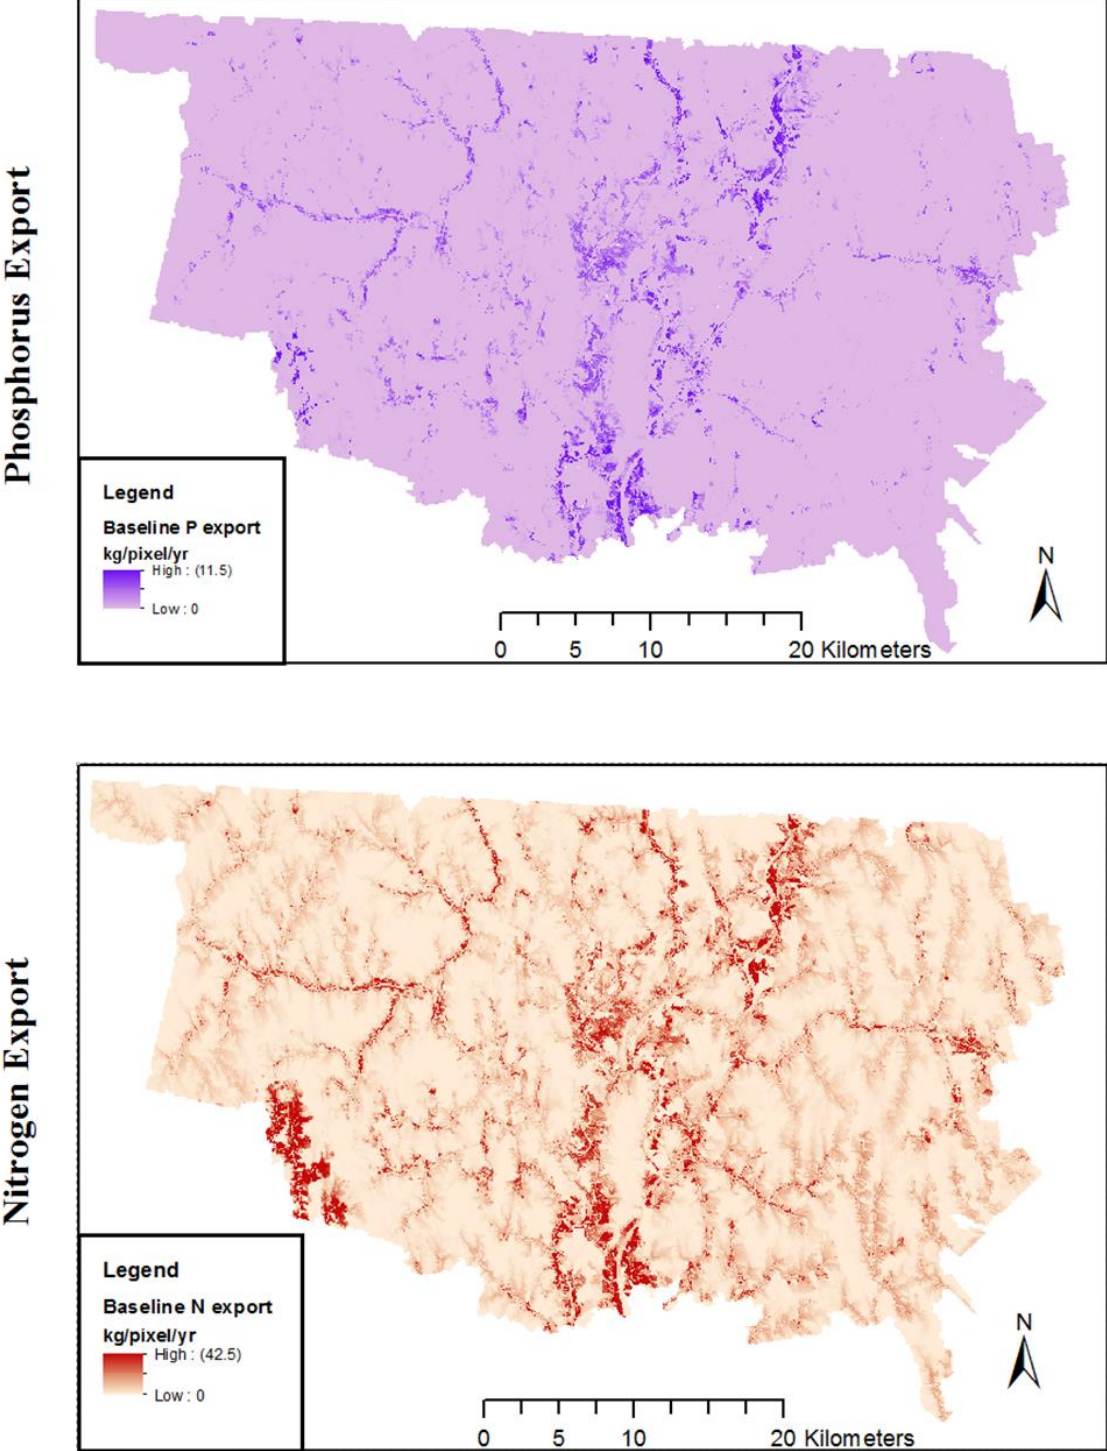 Phosphorus Export
Legend
Baseline P export
kg/pixel/yr
High : (11.5)
Low : 0
N
0 5 10 20 Kilometers
Nitrogen Export
Legend
Baseline N export
kg/pixel/yr
High : (42.5)
Low : 0
N
0 5 10 20 Kilometers